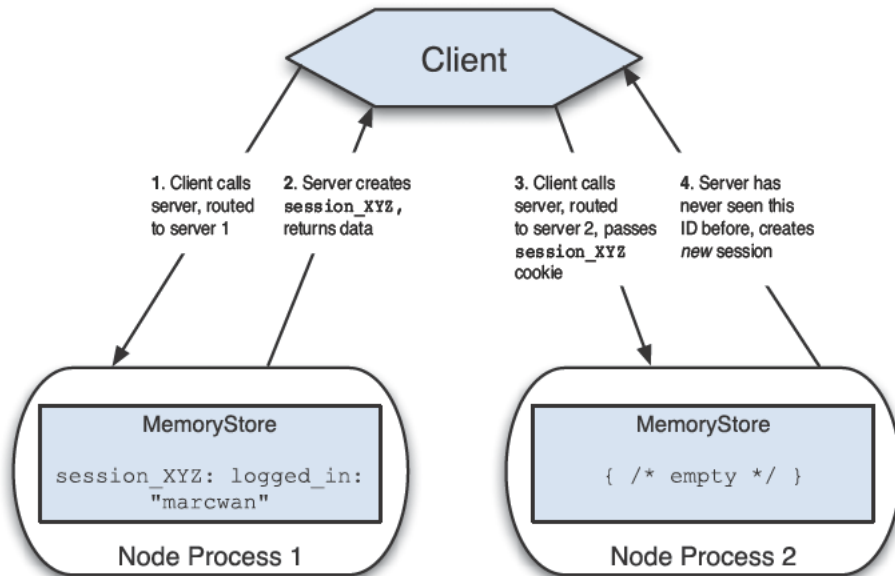 Client
1. Client calls
server, routed
to server 1
2. Server creates
session_XYZ,
returns data
3. Client calls
server, routed
to server 2, passes
session_XYZ
cookie
4. Server has
never seen this
ID before, creates
new session
MemoryStore
session_XYZ: logged_in:
"marcwan"
Node Process 1
MemoryStore
{ /* empty */ }
Node Process 2